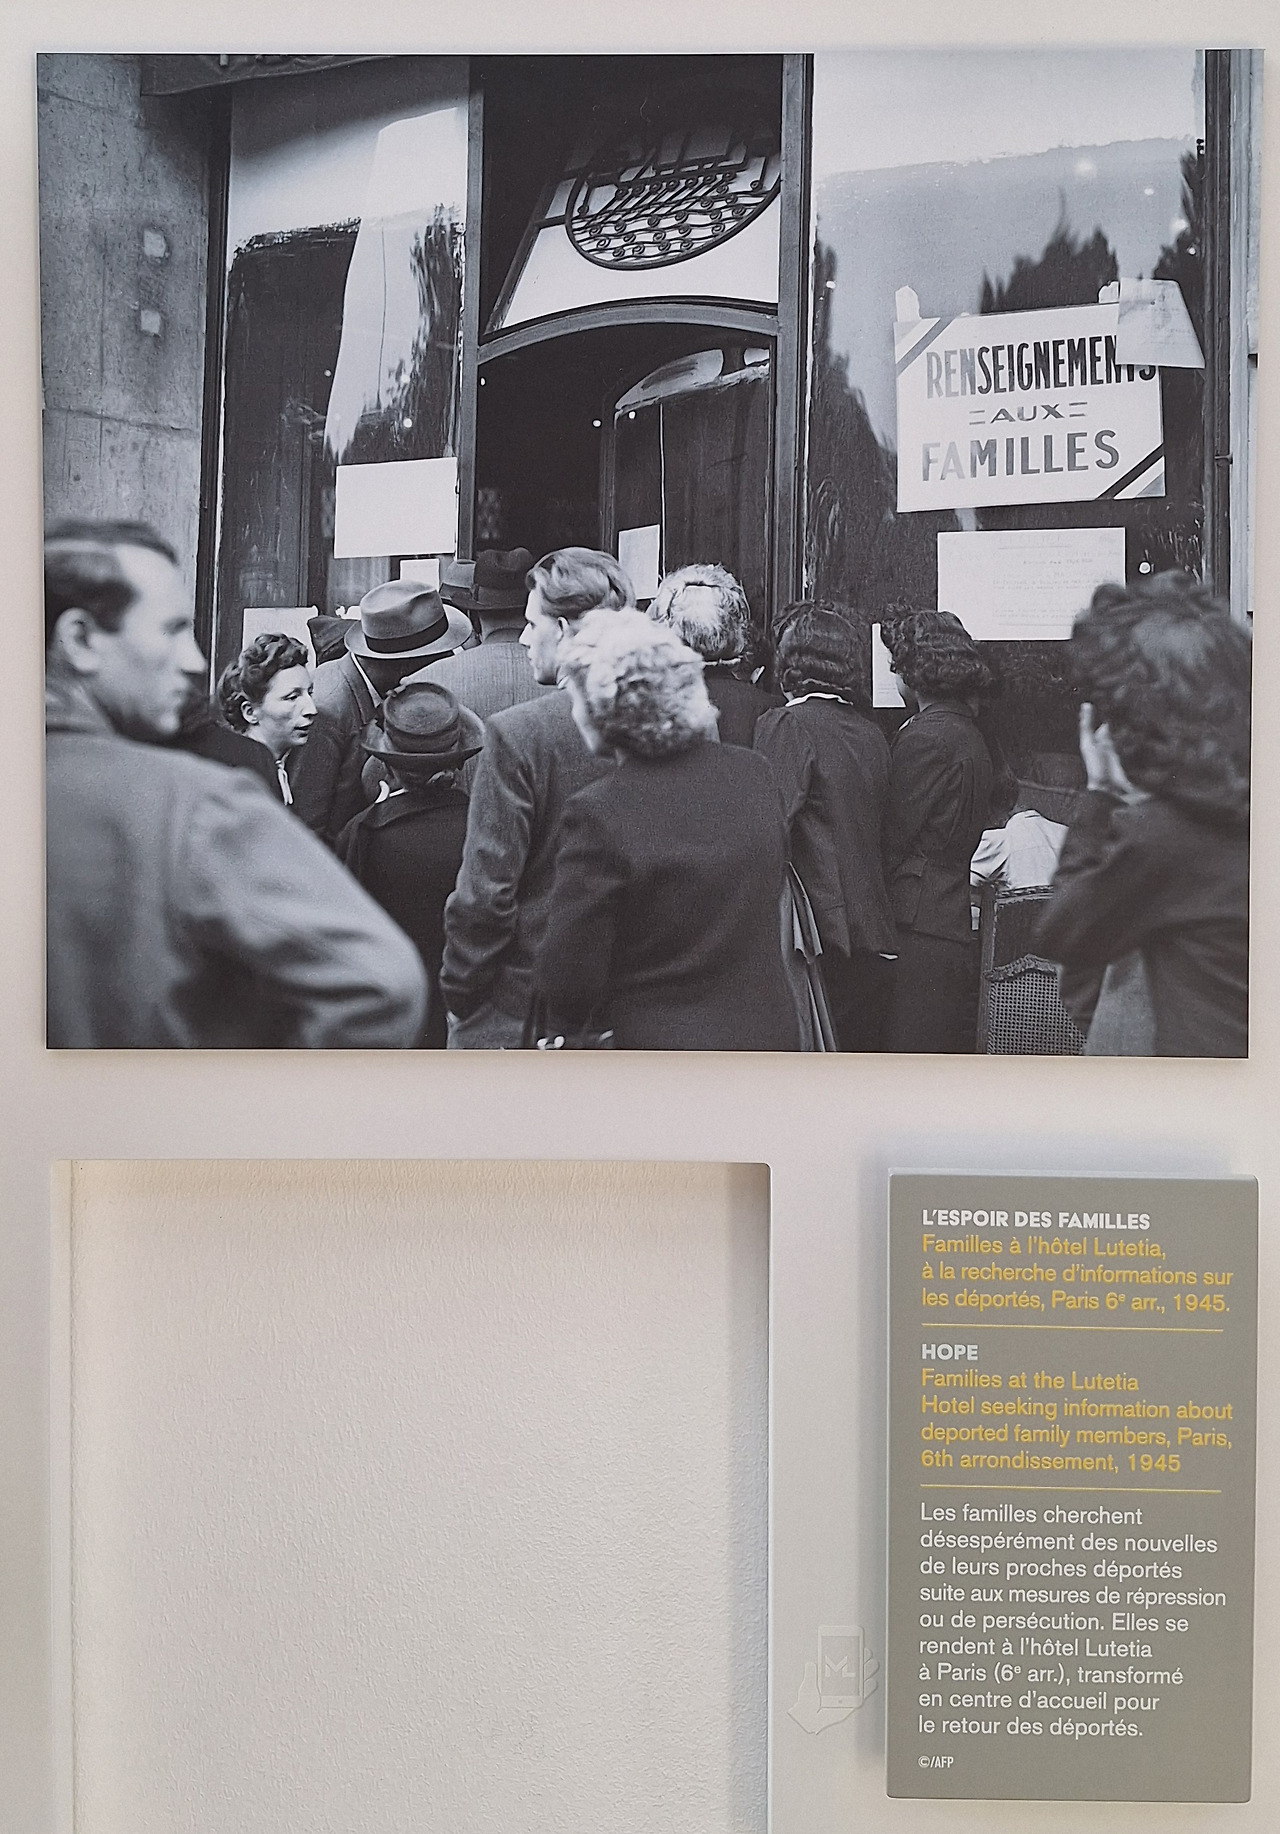 RENSEIGNEMENTS
AUX
FAMILLES
L'ESPOIR DES FAMILLES
Familles à l'hôtel Lutetia,
à la recherche d'informations sur
les déportés, Paris 6e arr., 1945.
HOPE
Families at the Lutetia
Hotel seeking information about
deported family members, Paris,
6th arrondissement, 1945
Les familles cherchent
désespérément des nouvelles
de leurs proches déportés
suite aux mesures de répression
ou de persécution. Elles se
rendent à l'hôtel Lutetia
à Paris (6e arr.), transformé
en centre d'accueil pour
le retour des déportés.
©/AFP
ML